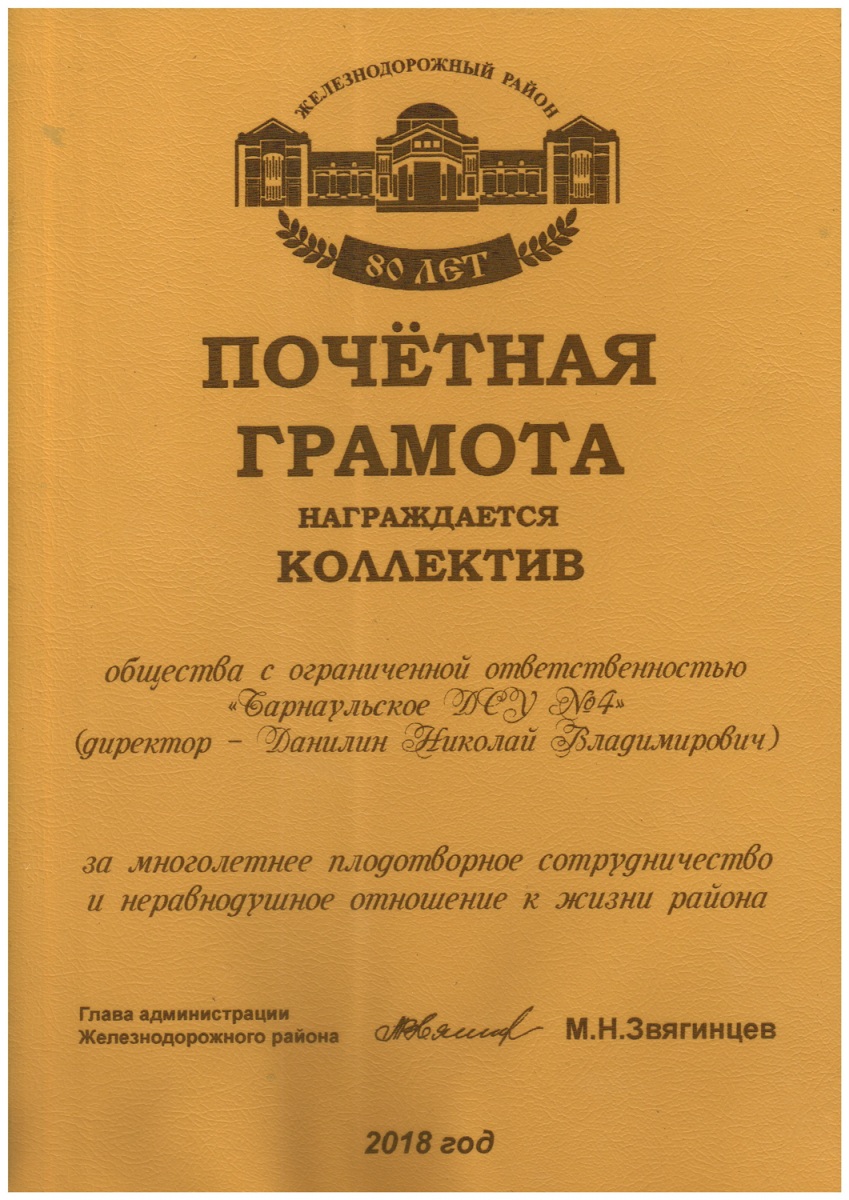 ЖЕЛЕЗНОДОРОЖНЫЙ РАЙОН
80 ЛЕТ
ПОЧЁТНАЯ
ГРАМОТА
НАГРАЖДАЕТСЯ
КОЛЛЕКТИВ
общества с ограниченной ответственностью
«Барнаульское ДСУ №4»
(директор – Данилин Николай Владимирович)
за многолетнее плодотворное сотрудничество
и неравнодушное отношение к жизни района
Глава администрации
Железнодорожного района
М.Н.Звягинцев
2018 год